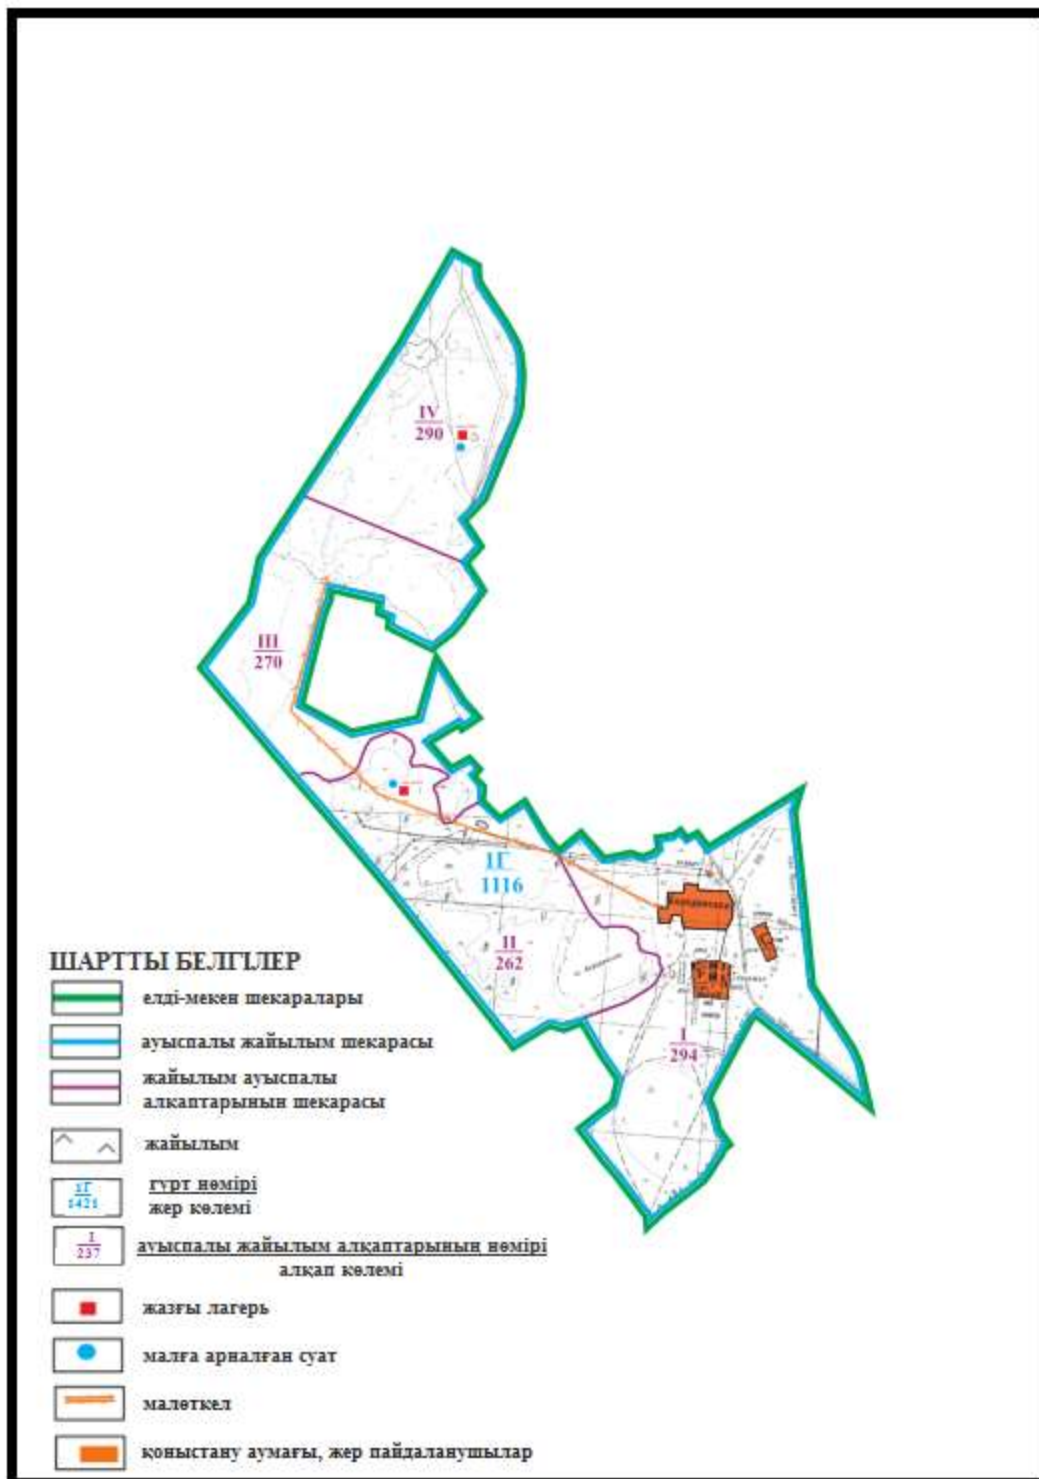 IV
290
III
270
1Г
1116
II
262
I
294
ШАРТТЫ БЕЛГІЛЕР
елді-мекен шекаралары
ауыспалы жайылым шекарасы
жайылым ауыспалы
алқаптарының шекарасы
жайылым
1Г
1421
гурт нөмірі
жер көлемі
I
237
ауыспалы жайылым алқаптарының нөмірі
алқап көлемі
жазғы лагерь
малға арналған суат
малөткел
қоныстану аумағы, жер пайдаланушылар